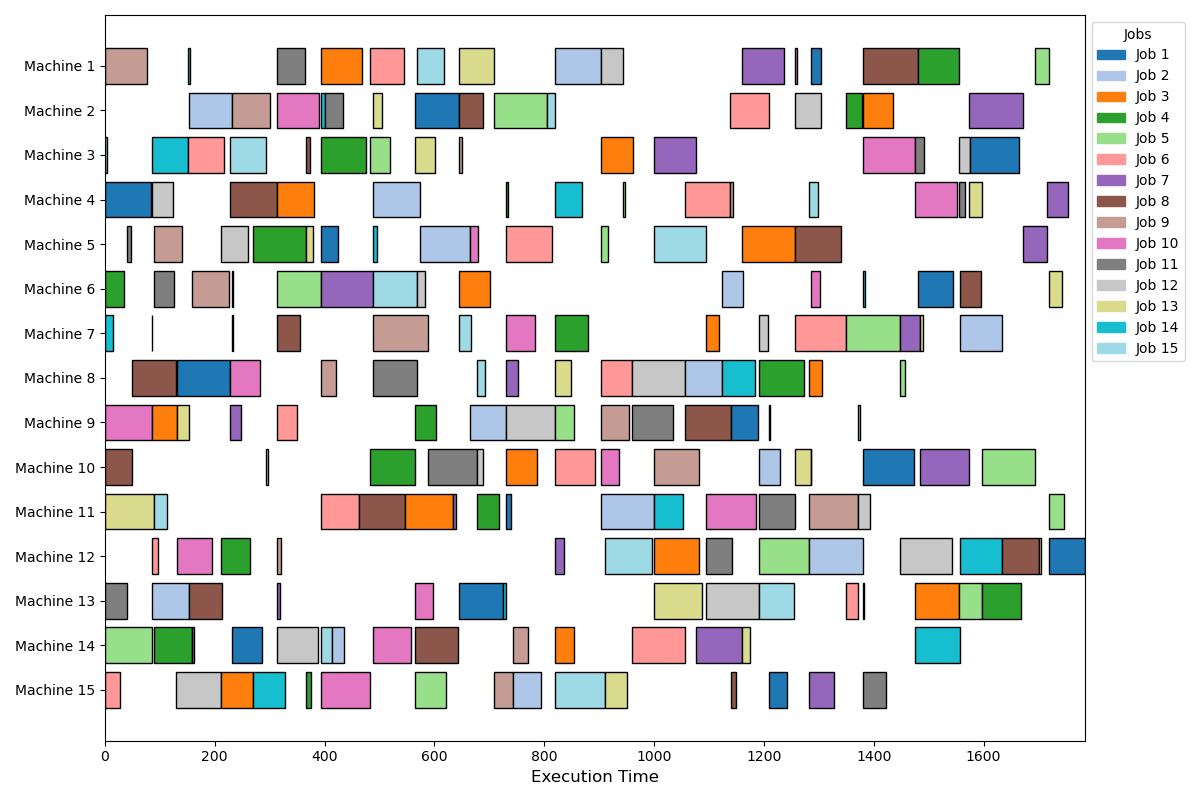 Machine 1
Machine 2
Machine 3
Machine 4
Machine 5
Machine 6
Machine 7
Machine 8
Machine 9
Machine 10
Machine 11
Machine 12
Machine 13
Machine 14
Machine 15
0 200 400 600 800 1000 1200 1400 1600
Execution Time
Jobs
Job 1
Job 2
Job 3
Job 4
Job 5
Job 6
Job 7
Job 8
Job 9
Job 10
Job 11
Job 12
Job 13
Job 14
Job 15